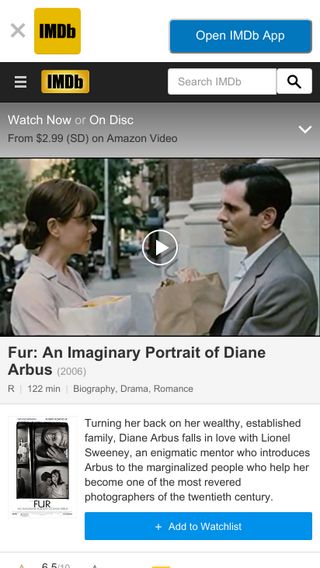 IMDb
Open IMDb App
IMDb
Search IMDb
Watch Now or On Disc
From $2.99 (SD) on Amazon Video
Fur: An Imaginary Portrait of Diane
Arbus (2006)
R | 122 min | Biography, Drama, Romance
Turning her back on her wealthy, established
family, Diane Arbus falls in love with Lionel
Sweeney, an enigmatic mentor who introduces
Arbus to the marginalized people who help her
become one of the most revered
photographers of the twentieth century.
FUR
+ Add to Watchlist
6.5/10